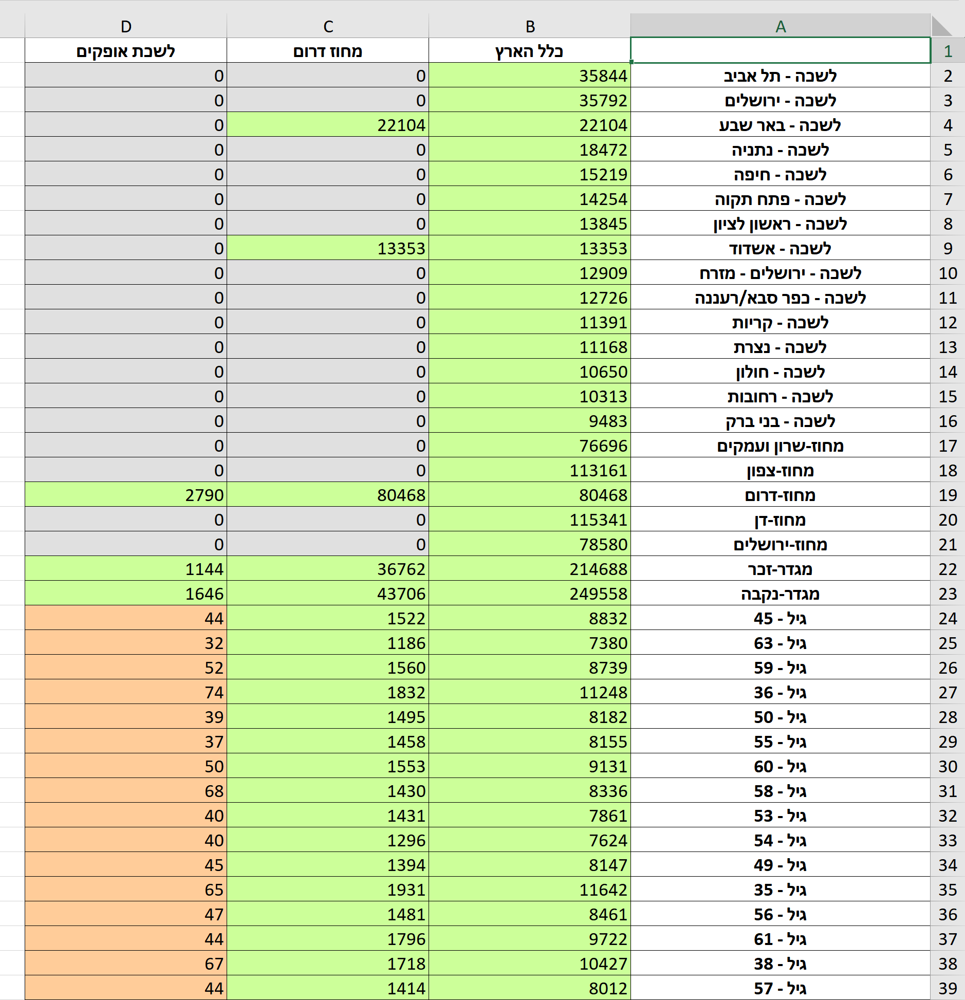 A B C D
1 כלל הארץ מחוז דרום לשכת אופקים
2 לשכה - תל אביב 35844 0 0
3 לשכה - ירושלים 35792 0 0
4 לשכה - באר שבע 22104 22104 0
5 לשכה - נתניה 18472 0 0
6 לשכה - חיפה 15219 0 0
7 לשכה - פתח תקוה 14254 0 0
8 לשכה - ראשון לציון 13845 0 0
9 לשכה - אשדוד 13353 13353 0
10 לשכה - ירושלים - מזרח 12909 0 0
11 לשכה - כפר סבא/רעננה 12726 0 0
12 לשכה - קריות 11391 0 0
13 לשכה - נצרת 11168 0 0
14 לשכה - חולון 10650 0 0
15 לשכה - רחובות 10313 0 0
16 לשכה - בני ברק 9483 0 0
17 מחוז-שרון ועמקים 76696 0 0
18 מחוז-צפון 113161 0 0
19 מחוז-דרום 80468 80468 2790
20 מחוז-דן 115341 0 0
21 מחוז-ירושלים 78580 0 0
22 מגדר-זכר 214688 36762 1144
23 מגדר-נקבה 249558 43706 1646
24 גיל - 45 8832 1522 44
25 גיל - 63 7380 1186 32
26 גיל - 59 8739 1560 52
27 גיל - 36 11248 1832 74
28 גיל - 50 8182 1495 39
29 גיל - 55 8155 1458 37
30 גיל - 60 9131 1553 50
31 גיל - 58 8336 1430 68
32 גיל - 53 7861 1431 40
33 גיל - 54 7624 1296 40
34 גיל - 49 8147 1394 45
35 גיל - 35 11642 1931 65
36 גיל - 56 8461 1481 47
37 גיל - 61 9722 1796 44
38 גיל - 38 10427 1718 67
39 גיל - 57 8012 1414 44